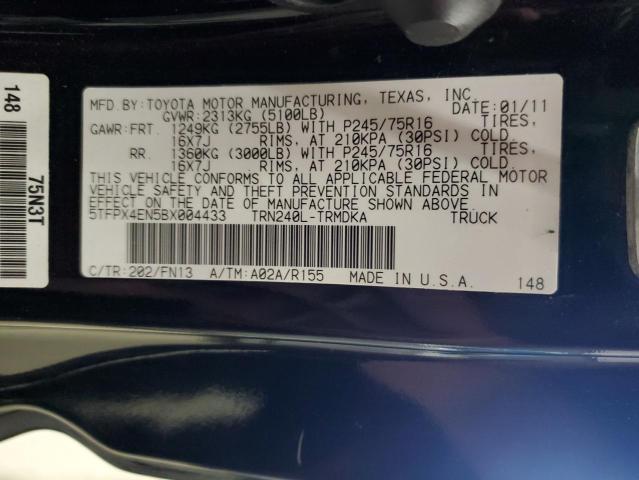 148
75N3T
MFD.BY:TOYOTA MOTOR MANUFACTURING, TEXAS, INC.
GVWR:2313KG (5100LB) DATE:01/11
GAWR:FRT. 1249KG (2755LB) WITH P245/75R16 TIRES,
16X7J RIMS, AT 210KPA (30PSI) COLD.
RR. 1360KG (3000LB) WITH P245/75R16 TIRES,
16X7J RIMS, AT 210KPA (30PSI) COLD.
THIS VEHICLE CONFORMS TO ALL APPLICABLE FEDERAL MOTOR
VEHICLE SAFETY AND THEFT PREVENTION STANDARDS IN
EFFECT ON THE DATE OF MANUFACTURE SHOWN ABOVE.
5TFPX4EN5BX004433 TRN240L-TRMDKA TRUCK
C/TR:202/FN13 A/TM:A02A/R155 MADE IN U.S.A. 148